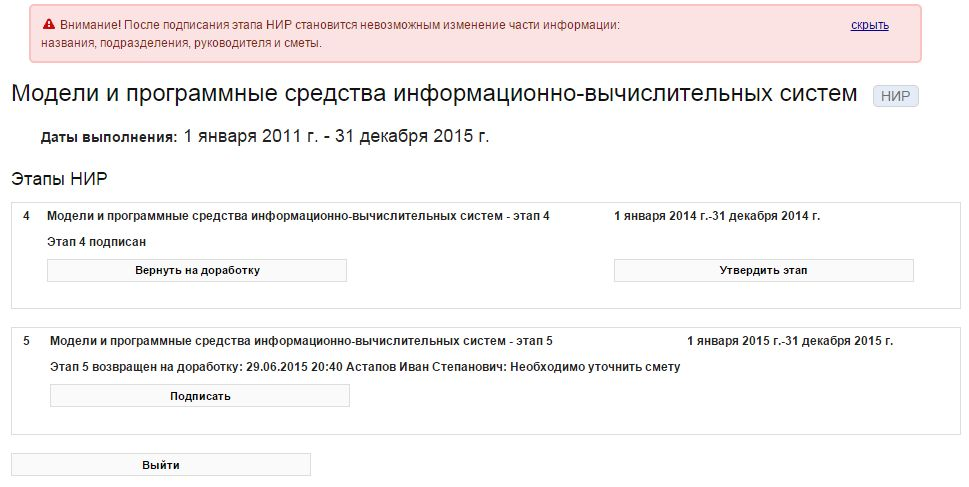 Внимание! После подписания этапа НИР становится невозможным изменение части информации: скрыть
названия, подразделения, руководителя и сметы.
Модели и программные средства информационно-вычислительных систем НИР
Даты выполнения: 1 января 2011 г. - 31 декабря 2015 г.
Этапы НИР
4 Модели и программные средства информационно-вычислительных систем - этап 4 1 января 2014 г.-31 декабря 2014 г.
Этап 4 подписан
Вернуть на доработку Утвердить этап
5 Модели и программные средства информационно-вычислительных систем - этап 5 1 января 2015 г.-31 декабря 2015 г.
Этап 5 возвращен на доработку: 29.06.2015 20:40 Астапов Иван Степанович: Необходимо уточнить смету
Подписать
Выйти